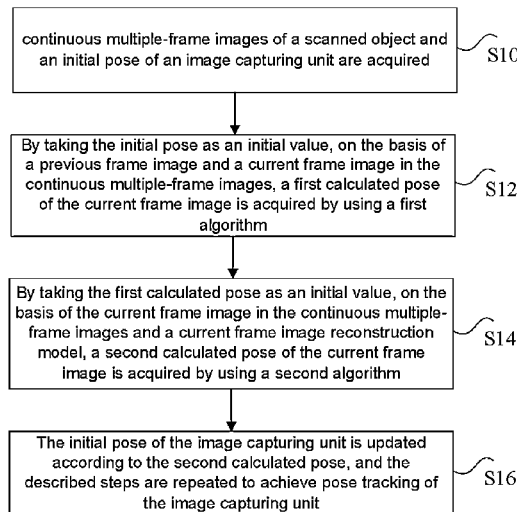 continuous multiple-frame images of a scanned object and
an initial pose of an image capturing unit are acquired
S10
By taking the initial pose as an initial value, on the basis of
a previous frame image and a current frame image in the
continuous multiple-frame images, a first calculated pose
of the current frame image is acquired by using a first
algorithm
S12
By taking the first calculated pose as an initial value, on the
basis of the current frame image in the continuous multiple-
frame images and a current frame image reconstruction
model, a second calculated pose of the current frame
image is acquired by using a second algorithm
S14
The initial pose of the image capturing unit is updated
according to the second calculated pose, and the
described steps are repeated to achieve pose tracking of
the image capturing unit
S16